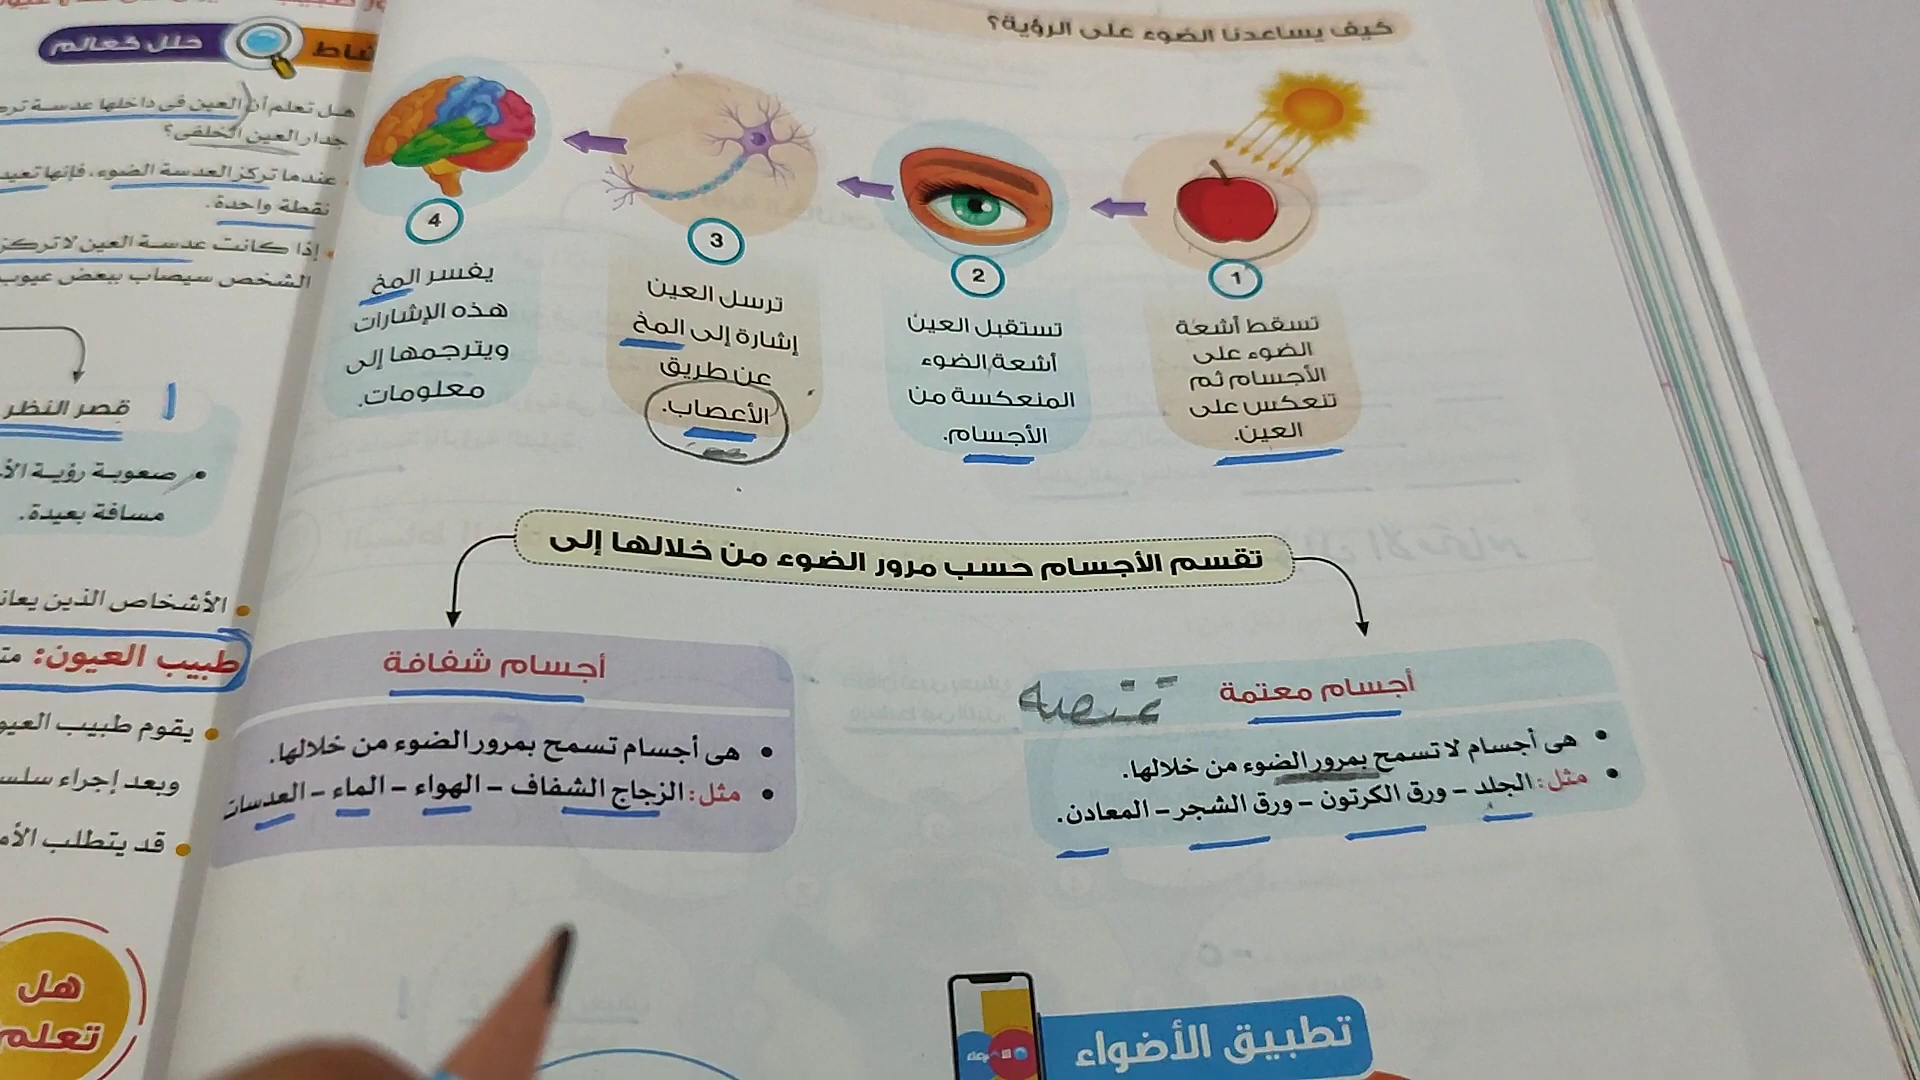 كيف يساعدنا الضوء على الرؤية؟
1
تسقط أشعة
الضوء على
الأجسام ثم
تنعكس على
العين.
2
تستقبل العين
أشعة الضوء
المنعكسة من
الأجسام.
3
ترسل العين
إشارة إلى المخ
عن طريق
الأعصاب.
4
يفسر المخ
هذه الإشارات
ويترجمها إلى
معلومات.
تقسم الأجسام حسب مرور الضوء من خلالها إلى
أجسام معتمة
تمتصه
هى أجسام لا تسمح بمرور الضوء من خلالها.
مثل: الجلد - ورق الكرتون - ورق الشجر - المعادن.
أجسام شفافة
هى أجسام تسمح بمرور الضوء من خلالها.
مثل: الزجاج الشفاف - الهواء - الماء - العدسات
تطبيق الأضواء
حلل كعالم
هل تعلم أن العين فى داخلها عدسة
جدار العين الخلفى؟
عندما تركز العدسة الضوء، فإنها
نقطة واحدة.
إذا كانت عدسة العين لا تركز
الشخص سيصاب ببعض
1
قصر النظر
صعوبة رؤية
مسافة بعيدة.
الأشخاص الذين
طبيب العيون:
يقوم طبيب
وبعد إجراء
قد يتطلب
هل
تعلم